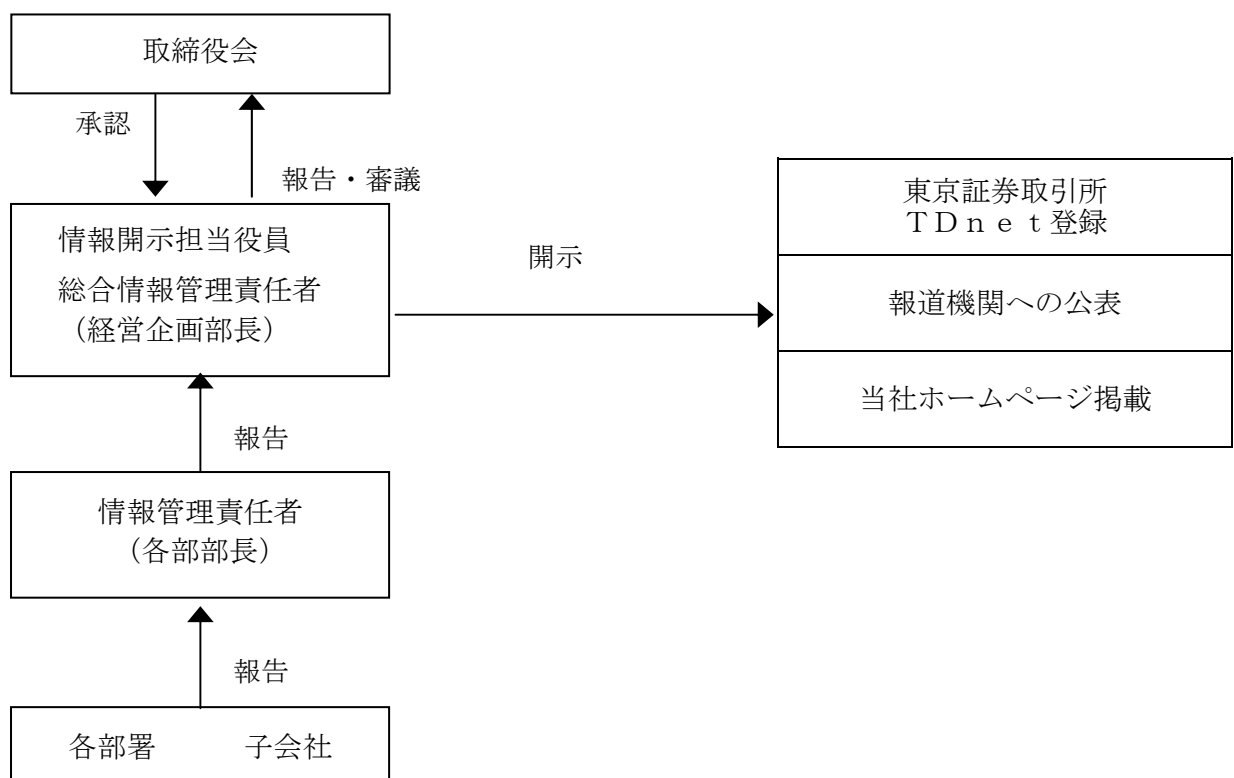 取締役会
承認
報告・審議
情報開示担当役員
総合情報管理責任者
（経営企画部長）
開示
東京証券取引所
ＴＤｎｅｔ登録
報道機関への公表
当社ホームページ掲載
報告
情報管理責任者
（各部部長）
報告
各部署　　　子会社